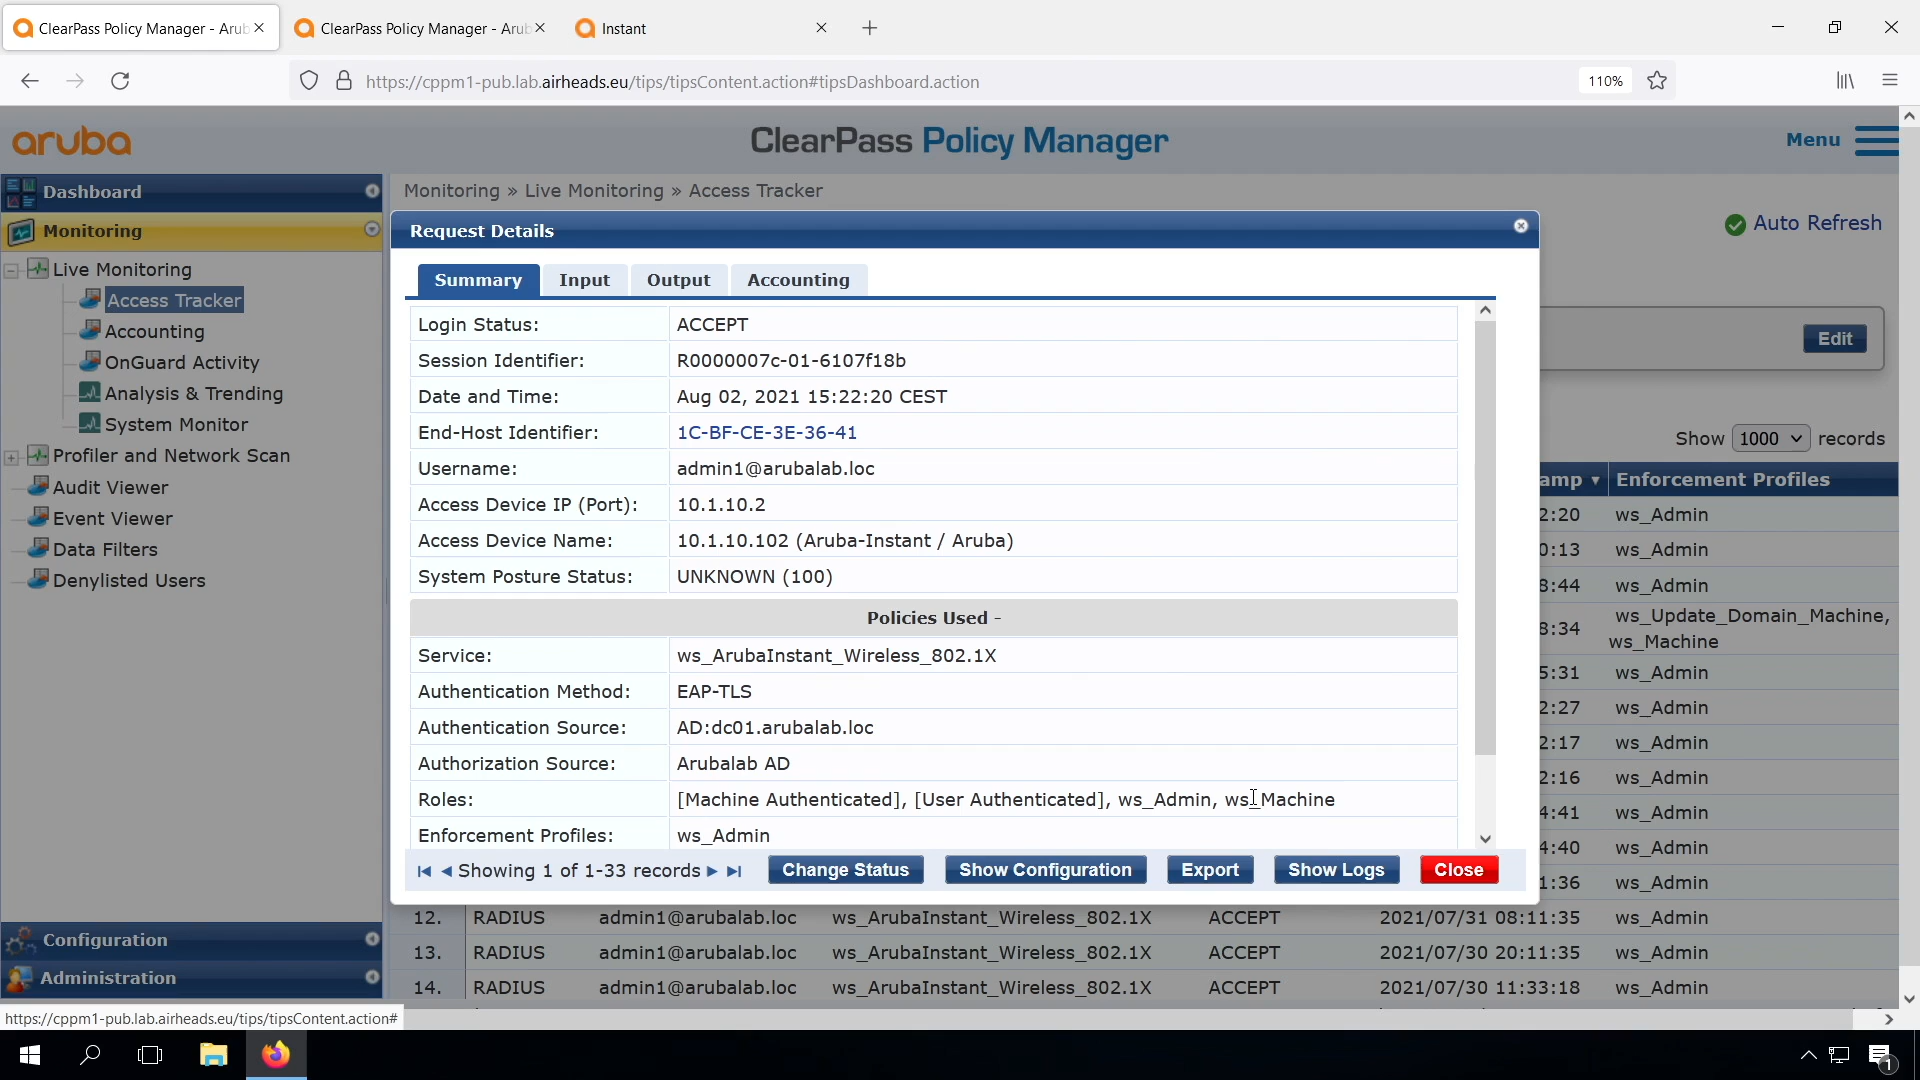 ClearPass Policy Manager - Arub
ClearPass Policy Manager - Arub
Instant
https://cppm1-pub.lab.airheads.eu/tips/tipsContent.action#tipsDashboard.action
110%
aruba
ClearPass Policy Manager
Menu
Dashboard
Monitoring
Live Monitoring
Access Tracker
Accounting
OnGuard Activity
Analysis & Trending
System Monitor
Profiler and Network Scan
Audit Viewer
Event Viewer
Data Filters
Denylisted Users
Configuration
Administration
Monitoring » Live Monitoring » Access Tracker
Auto Refresh
Edit
Show 1000 records
Request Details
Summary Input Output Accounting
Login Status: ACCEPT
Session Identifier: R0000007c-01-6107f18b
Date and Time: Aug 02, 2021 15:22:20 CEST
End-Host Identifier: 1C-BF-CE-3E-36-41
Username: admin1@arubalab.loc
Access Device IP (Port): 10.1.10.2
Access Device Name: 10.1.10.102 (Aruba-Instant / Aruba)
System Posture Status: UNKNOWN (100)
Policies Used -
Service: ws_ArubaInstant_Wireless_802.1X
Authentication Method: EAP-TLS
Authentication Source: AD:dc01.arubalab.loc
Authorization Source: Arubalab AD
Roles: [Machine Authenticated], [User Authenticated], ws_Admin, ws_Machine
Enforcement Profiles: ws_Admin
Showing 1 of 1-33 records
Change Status Show Configuration Export Show Logs Close
amp ▼ Enforcement Profiles
2:20 ws_Admin
0:13 ws_Admin
8:44 ws_Admin
8:34 ws_Update_Domain_Machine,
ws_Machine
5:31 ws_Admin
2:27 ws_Admin
2:17 ws_Admin
2:16 ws_Admin
4:41 ws_Admin
4:40 ws_Admin
1:36 ws_Admin
12. RADIUS admin1@arubalab.loc ws_ArubaInstant_Wireless_802.1X ACCEPT 2021/07/31 08:11:35 ws_Admin
13. RADIUS admin1@arubalab.loc ws_ArubaInstant_Wireless_802.1X ACCEPT 2021/07/30 20:11:35 ws_Admin
14. RADIUS admin1@arubalab.loc ws_ArubaInstant_Wireless_802.1X ACCEPT 2021/07/30 11:33:18 ws_Admin
https://cppm1-pub.lab.airheads.eu/tips/tipsContent.action#
1